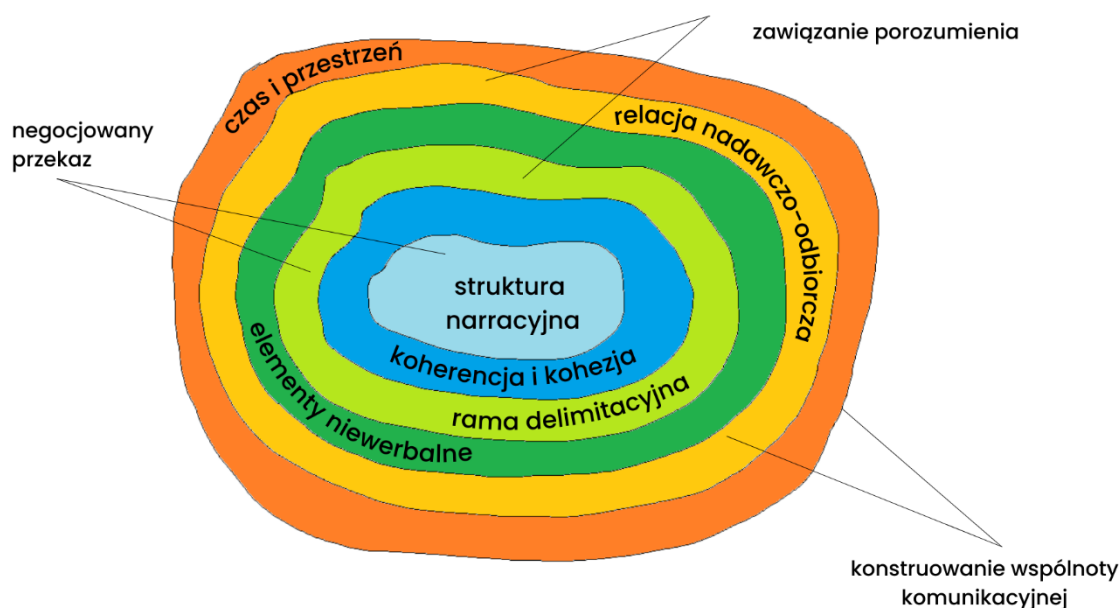 zawiązanie porozumienia
czas i przestrzeń
relacja nadawczo-odbiorcza
negocjowany
przekaz
struktura
narracyjna
koherencja i kohezja
rama delimitacyjna
elementy niewerbalne
konstruowanie wspólnoty
komunikacyjnej